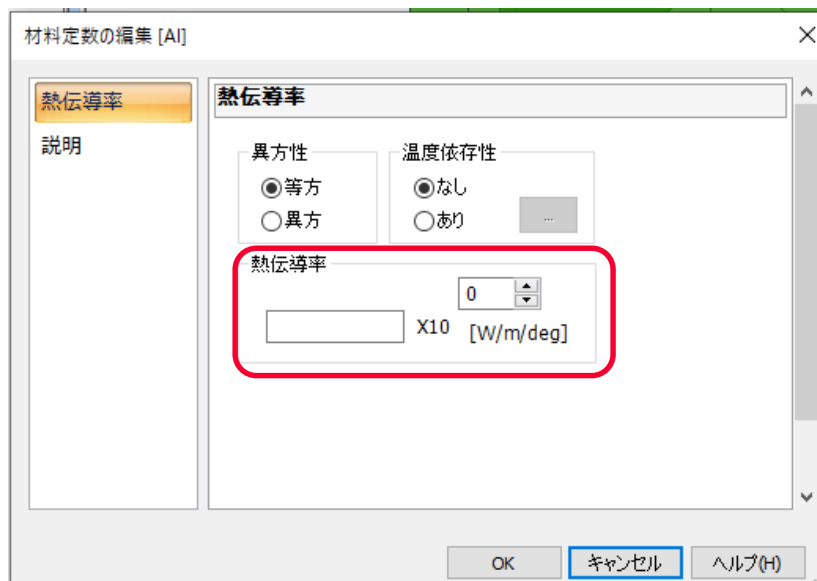 材料定数の編集 [Al]
熱伝導率
説明
熱伝導率
異方性
等方
異方
温度依存性
なし
あり
...
熱伝導率
0
X10
[W/m/deg]
OK
キャンセル
ヘルプ(H)